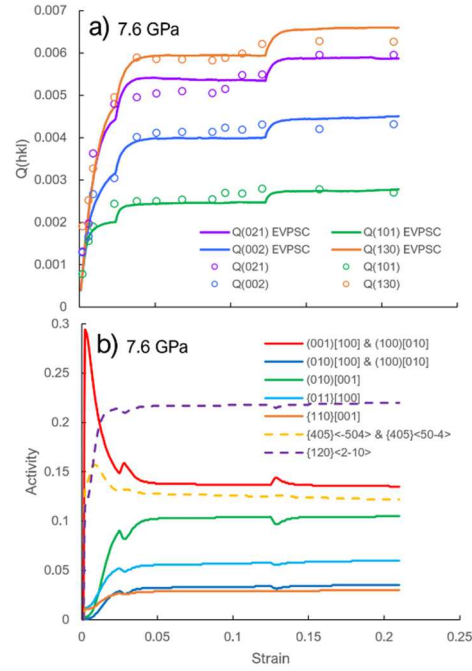 a) 7.6 GPa
0.007
0.006
0.005
0.004
0.003
0.002
0.001
0
Q(hkl)
Q(021) EVPSC
Q(101) EVPSC
Q(002) EVPSC
Q(130) EVPSC
Q(021)
Q(101)
Q(002)
Q(130)
b) 7.6 GPa
0.3
0.25
0.2
0.15
0.1
0.05
0
Activity
(001)[100] & (100)[010]
(010)[100] & (100)[010]
(010)[001]
{011}[100]
{110}[001]
{405}<-504> & {405}<50-4>
{120}<2-10>
0
0.05
0.1
0.15
0.2
0.25
Strain